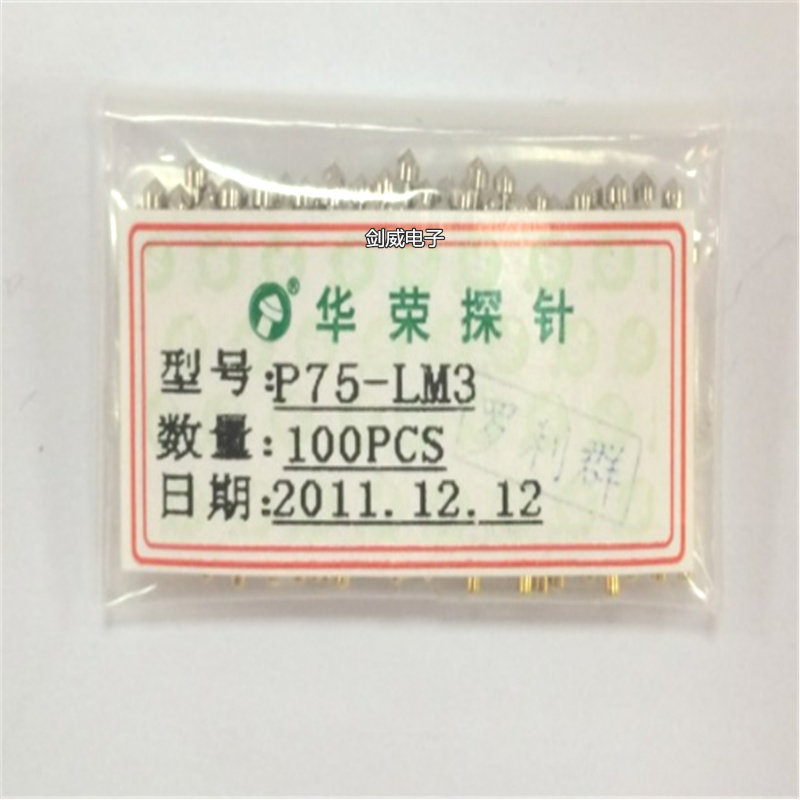 剑威电子
® 华荣探针
型号:P75-LM3
数量:100PCS
日期:2011.12.12
罗利群